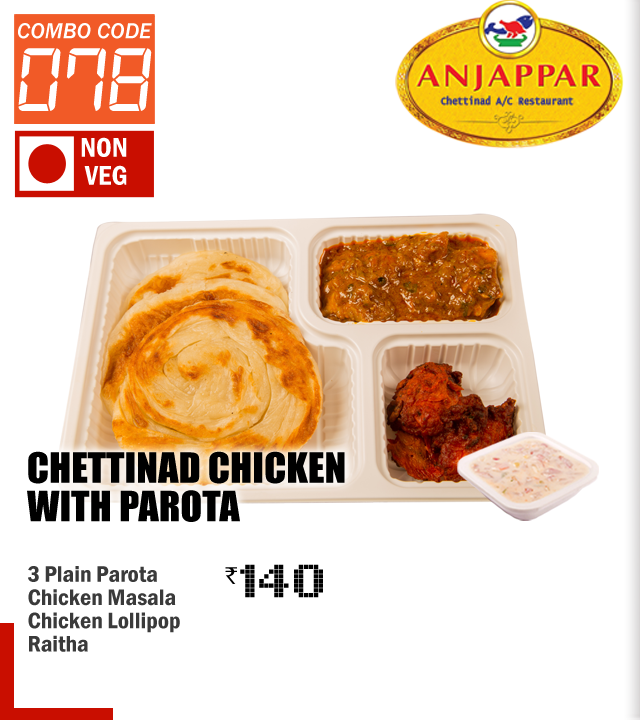 COMBO CODE
078
NON
VEG
ANJAPPAR
Chettinad A/C Restaurant
CHETTINAD CHICKEN
WITH PAROTA
3 Plain Parota
Chicken Masala
Chicken Lollipop
Raitha
₹140